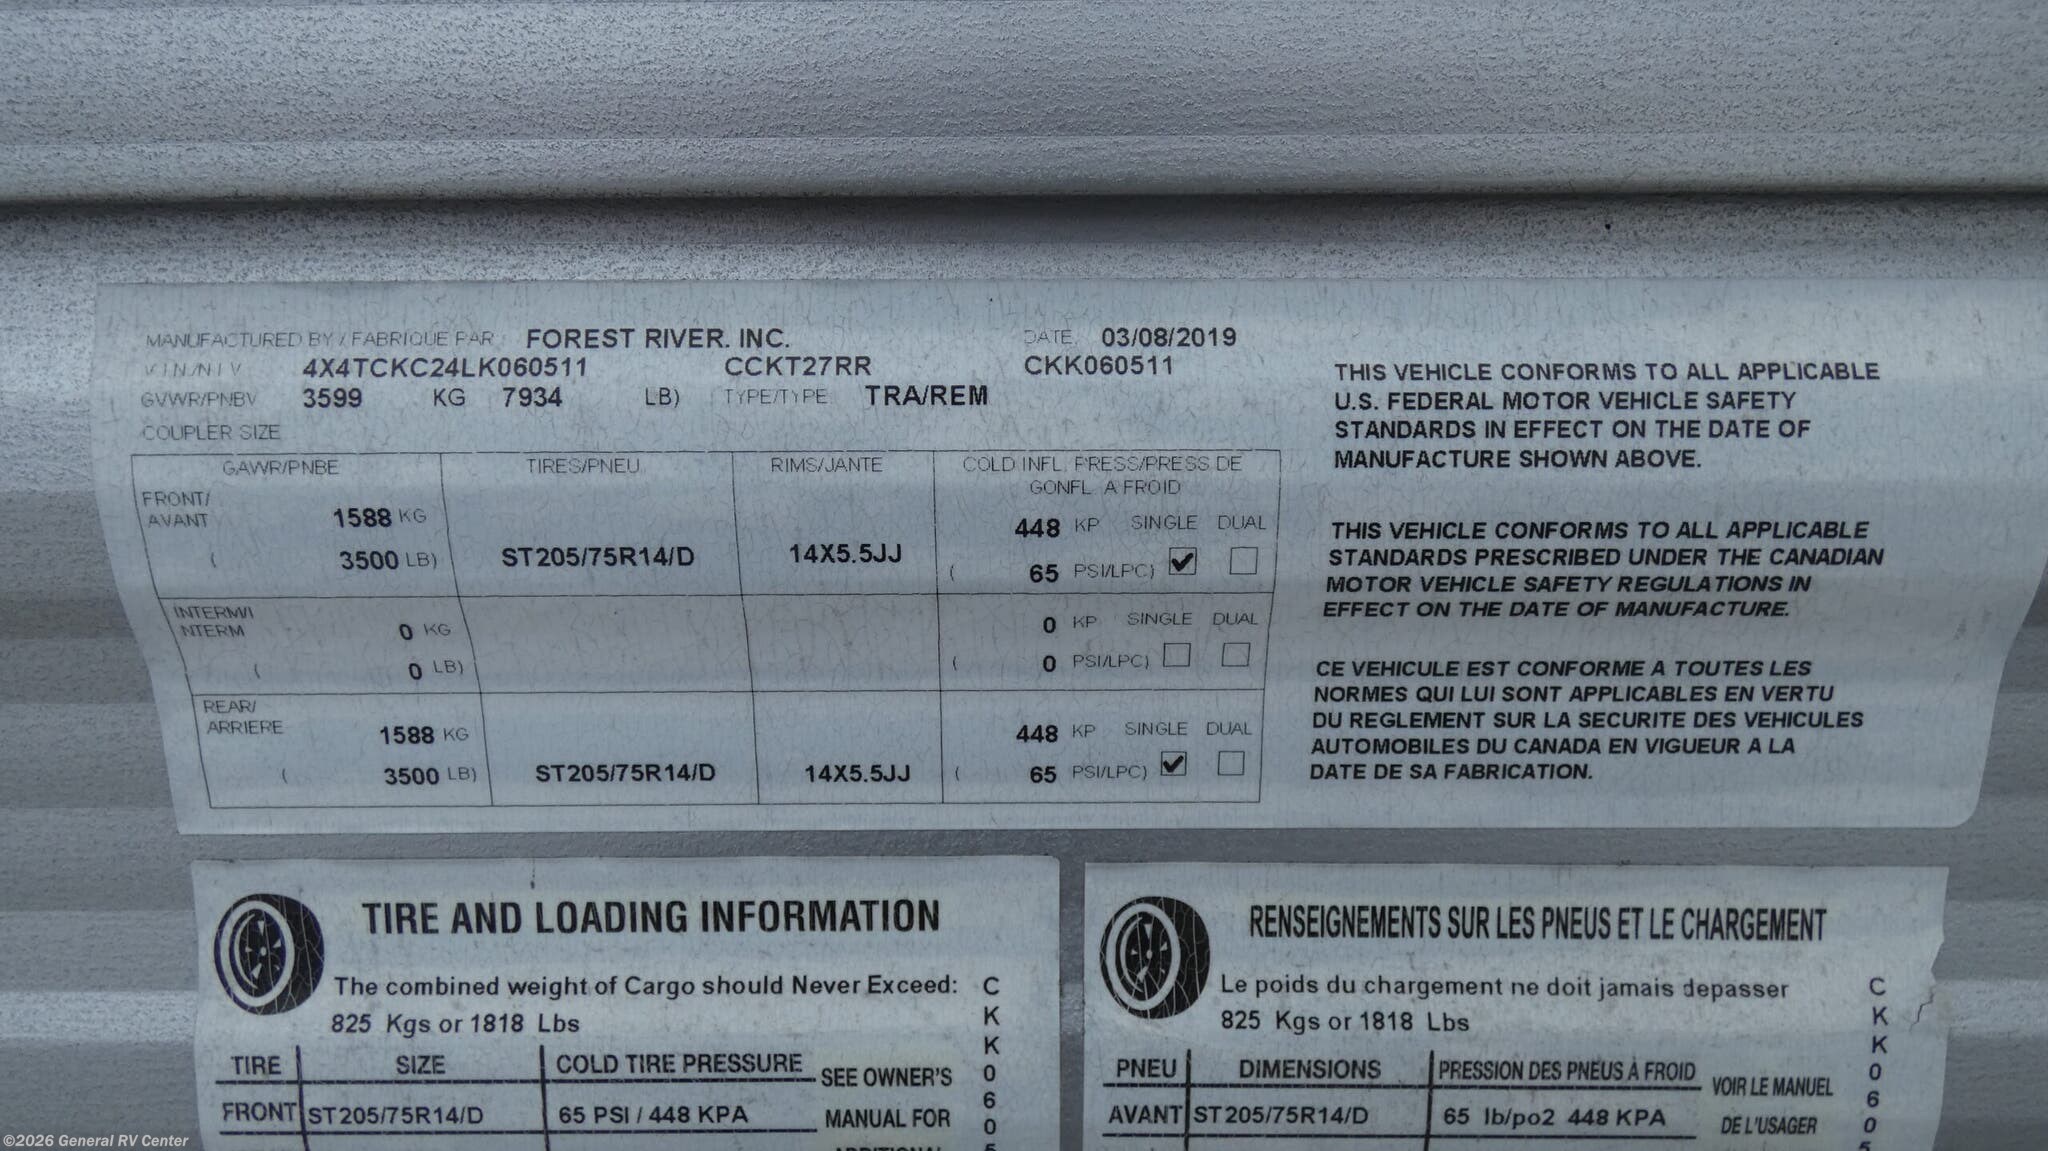 MANUFACTURED BY / FABRIQUE PAR: FOREST RIVER. INC. DATE. 03/08/2019
V.I.N./N.I.V. 4X4TCKC24LK060511 CCKT27RR CKK060511
GVWR/PNBV 3599 KG 7934 LB) TYPE/TYPE: TRA/REM
COUPLER SIZE
GAWR/PNBE TIRES/PNEU RIMS/JANTE COLD INFL. PRESS/PRESS DE
GONFL. A FROID
FRONT/
AVANT 1588 KG 448 KP SINGLE DUAL
( 3500 LB) ST205/75R14/D 14X5.5JJ ( 65 PSI/LPC) ✔
INTERM/I
NTERM 0 KG 0 KP SINGLE DUAL
( 0 LB) ( 0 PSI/LPC)
REAR/
ARRIERE 1588 KG 448 KP SINGLE DUAL
( 3500 LB) ST205/75R14/D 14X5.5JJ ( 65 PSI/LPC) ✔
THIS VEHICLE CONFORMS TO ALL APPLICABLE
U.S. FEDERAL MOTOR VEHICLE SAFETY
STANDARDS IN EFFECT ON THE DATE OF
MANUFACTURE SHOWN ABOVE.
THIS VEHICLE CONFORMS TO ALL APPLICABLE
STANDARDS PRESCRIBED UNDER THE CANADIAN
MOTOR VEHICLE SAFETY REGULATIONS IN
EFFECT ON THE DATE OF MANUFACTURE.
CE VEHICULE EST CONFORME A TOUTES LES
NORMES QUI LUI SONT APPLICABLES EN VERTU
DU REGLEMENT SUR LA SECURITE DES VEHICULES
AUTOMOBILES DU CANADA EN VIGUEUR A LA
DATE DE SA FABRICATION.
TIRE AND LOADING INFORMATION
The combined weight of Cargo should Never Exceed:
825 Kgs or 1818 Lbs
TIRE SIZE COLD TIRE PRESSURE SEE OWNER'S
FRONT ST205/75R14/D 65 PSI / 448 KPA MANUAL FOR
CKK0605
RENSEIGNEMENTS SUR LES PNEUS ET LE CHARGEMENT
Le poids du chargement ne doit jamais depasser
825 Kgs or 1818 Lbs
PNEU DIMENSIONS PRESSION DES PNEUS À FROID VOIR LE MANUEL
AVANT ST205/75R14/D 65 lb/po2 448 KPA DE L'USAGER
CKK0605
©2026 General RV Center